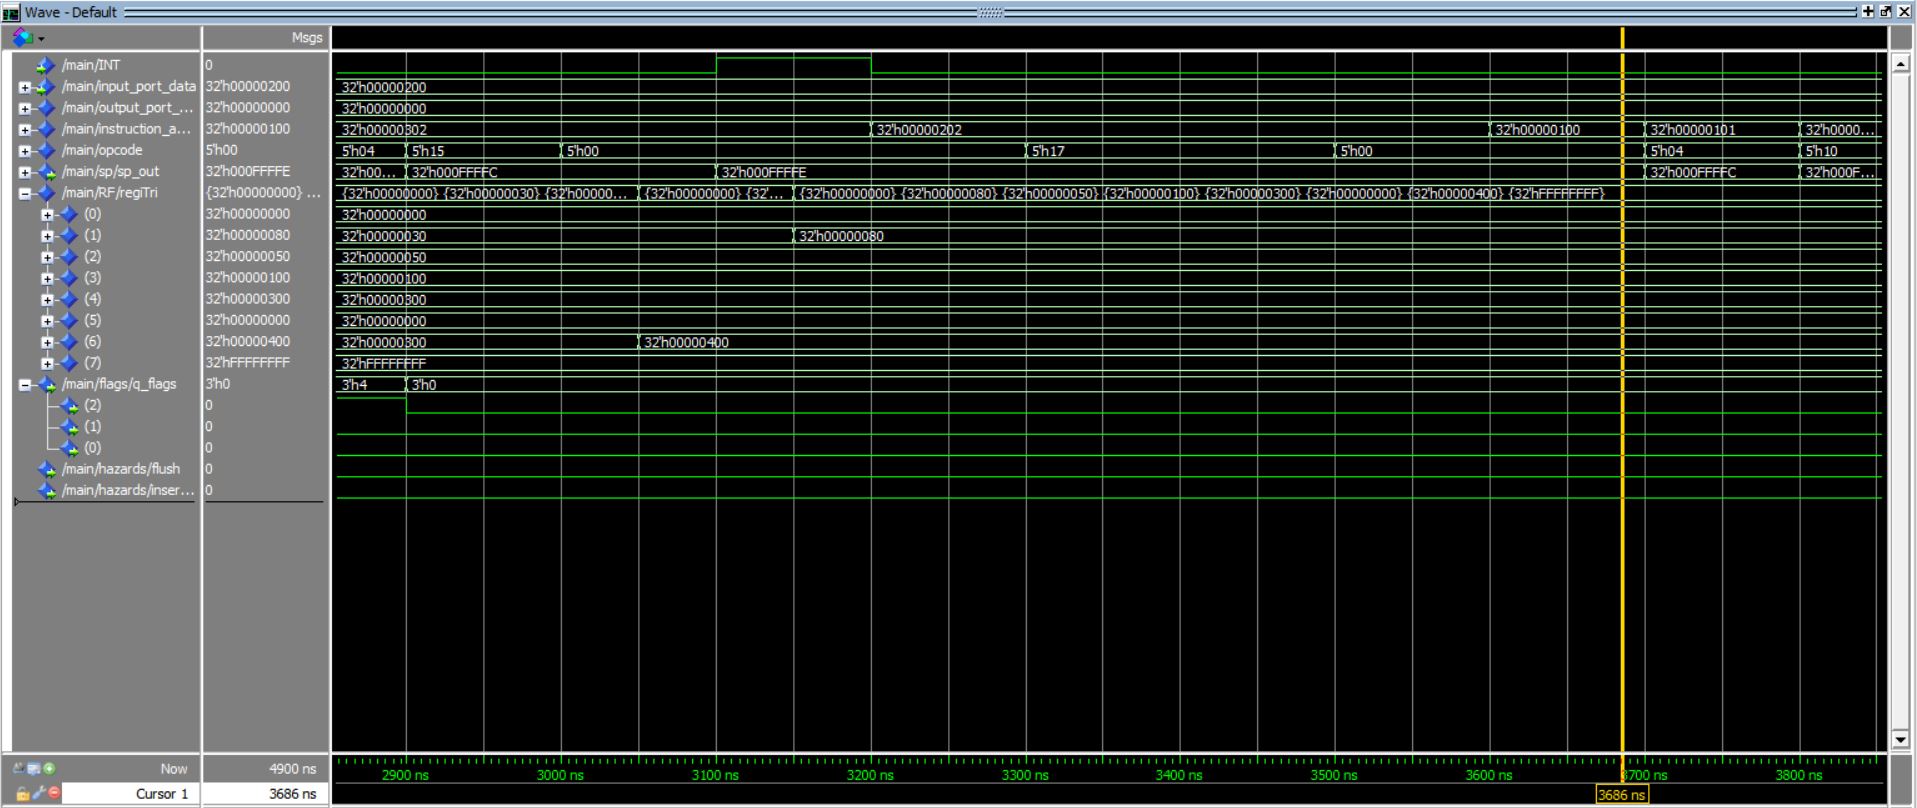 Wave - Default
Msgs
/main/INT 0
/main/input_port_data 32'h00000200 32'h00000200
/main/output_port_... 32'h00000000 32'h00000000
/main/instruction_a... 32'h00000100 32'h00000302 32'h00000202 32'h00000100 32'h00000101 32'h0000...
/main/opcode 5'h00 5'h04 5'h15 5'h00 5'h17 5'h00 5'h04 5'h10
/main/sp/sp_out 32'h000FFFFE 32'h00... 32'h000FFFFC 32'h000FFFFE 32'h000FFFFC 32'h000F...
/main/RF/regiTri {32'h00000000} ... {32'h00000000} {32'h00000030} {32'h00000... {32'h00000000} {32'... {32'h00000000} {32'h00000080} {32'h00000050} {32'h00000100} {32'h00000300} {32'h00000000} {32'h00000400} {32'hFFFFFFFF}
(0) 32'h00000000 32'h00000000
(1) 32'h00000080 32'h00000030 32'h00000080
(2) 32'h00000050 32'h00000050
(3) 32'h00000100 32'h00000100
(4) 32'h00000300 32'h00000300
(5) 32'h00000000 32'h00000000
(6) 32'h00000400 32'h00000300 32'h00000400
(7) 32'hFFFFFFFF 32'hFFFFFFFF
/main/flags/q_flags 3'h0 3'h4 3'h0
(2) 0
(1) 0
(0) 0
/main/hazards/flush 0
/main/hazards/inser... 0
Now 4900 ns 2900 ns 3000 ns 3100 ns 3200 ns 3300 ns 3400 ns 3500 ns 3600 ns 3700 ns 3800 ns
Cursor 1 3686 ns 3686 ns